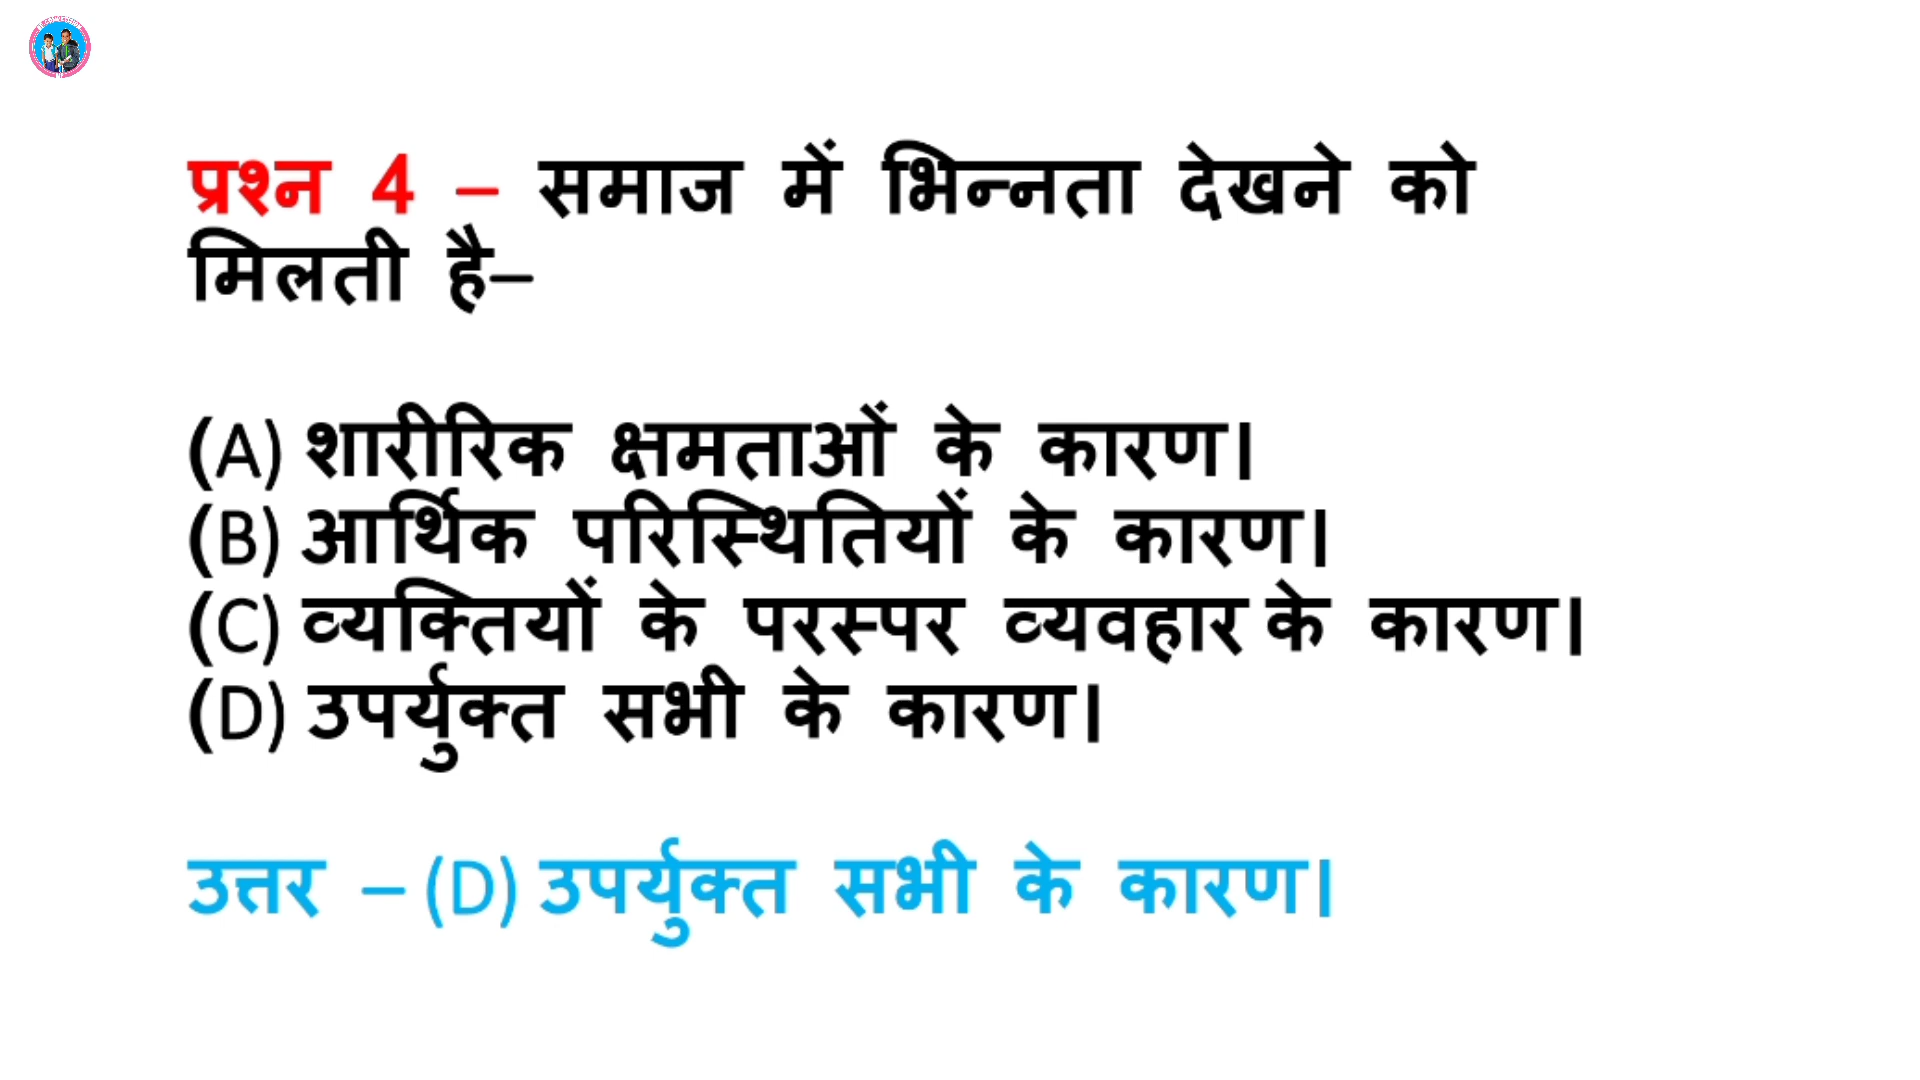 प्रश्न 4 – समाज में भिन्नता देखने को
मिलती है–
(A) शारीरिक क्षमताओं के कारण।
(B) आर्थिक परिस्थितियों के कारण।
(C) व्यक्तियों के परस्पर व्यवहार के कारण।
(D) उपर्युक्त सभी के कारण।
उत्तर – (D) उपर्युक्त सभी के कारण।